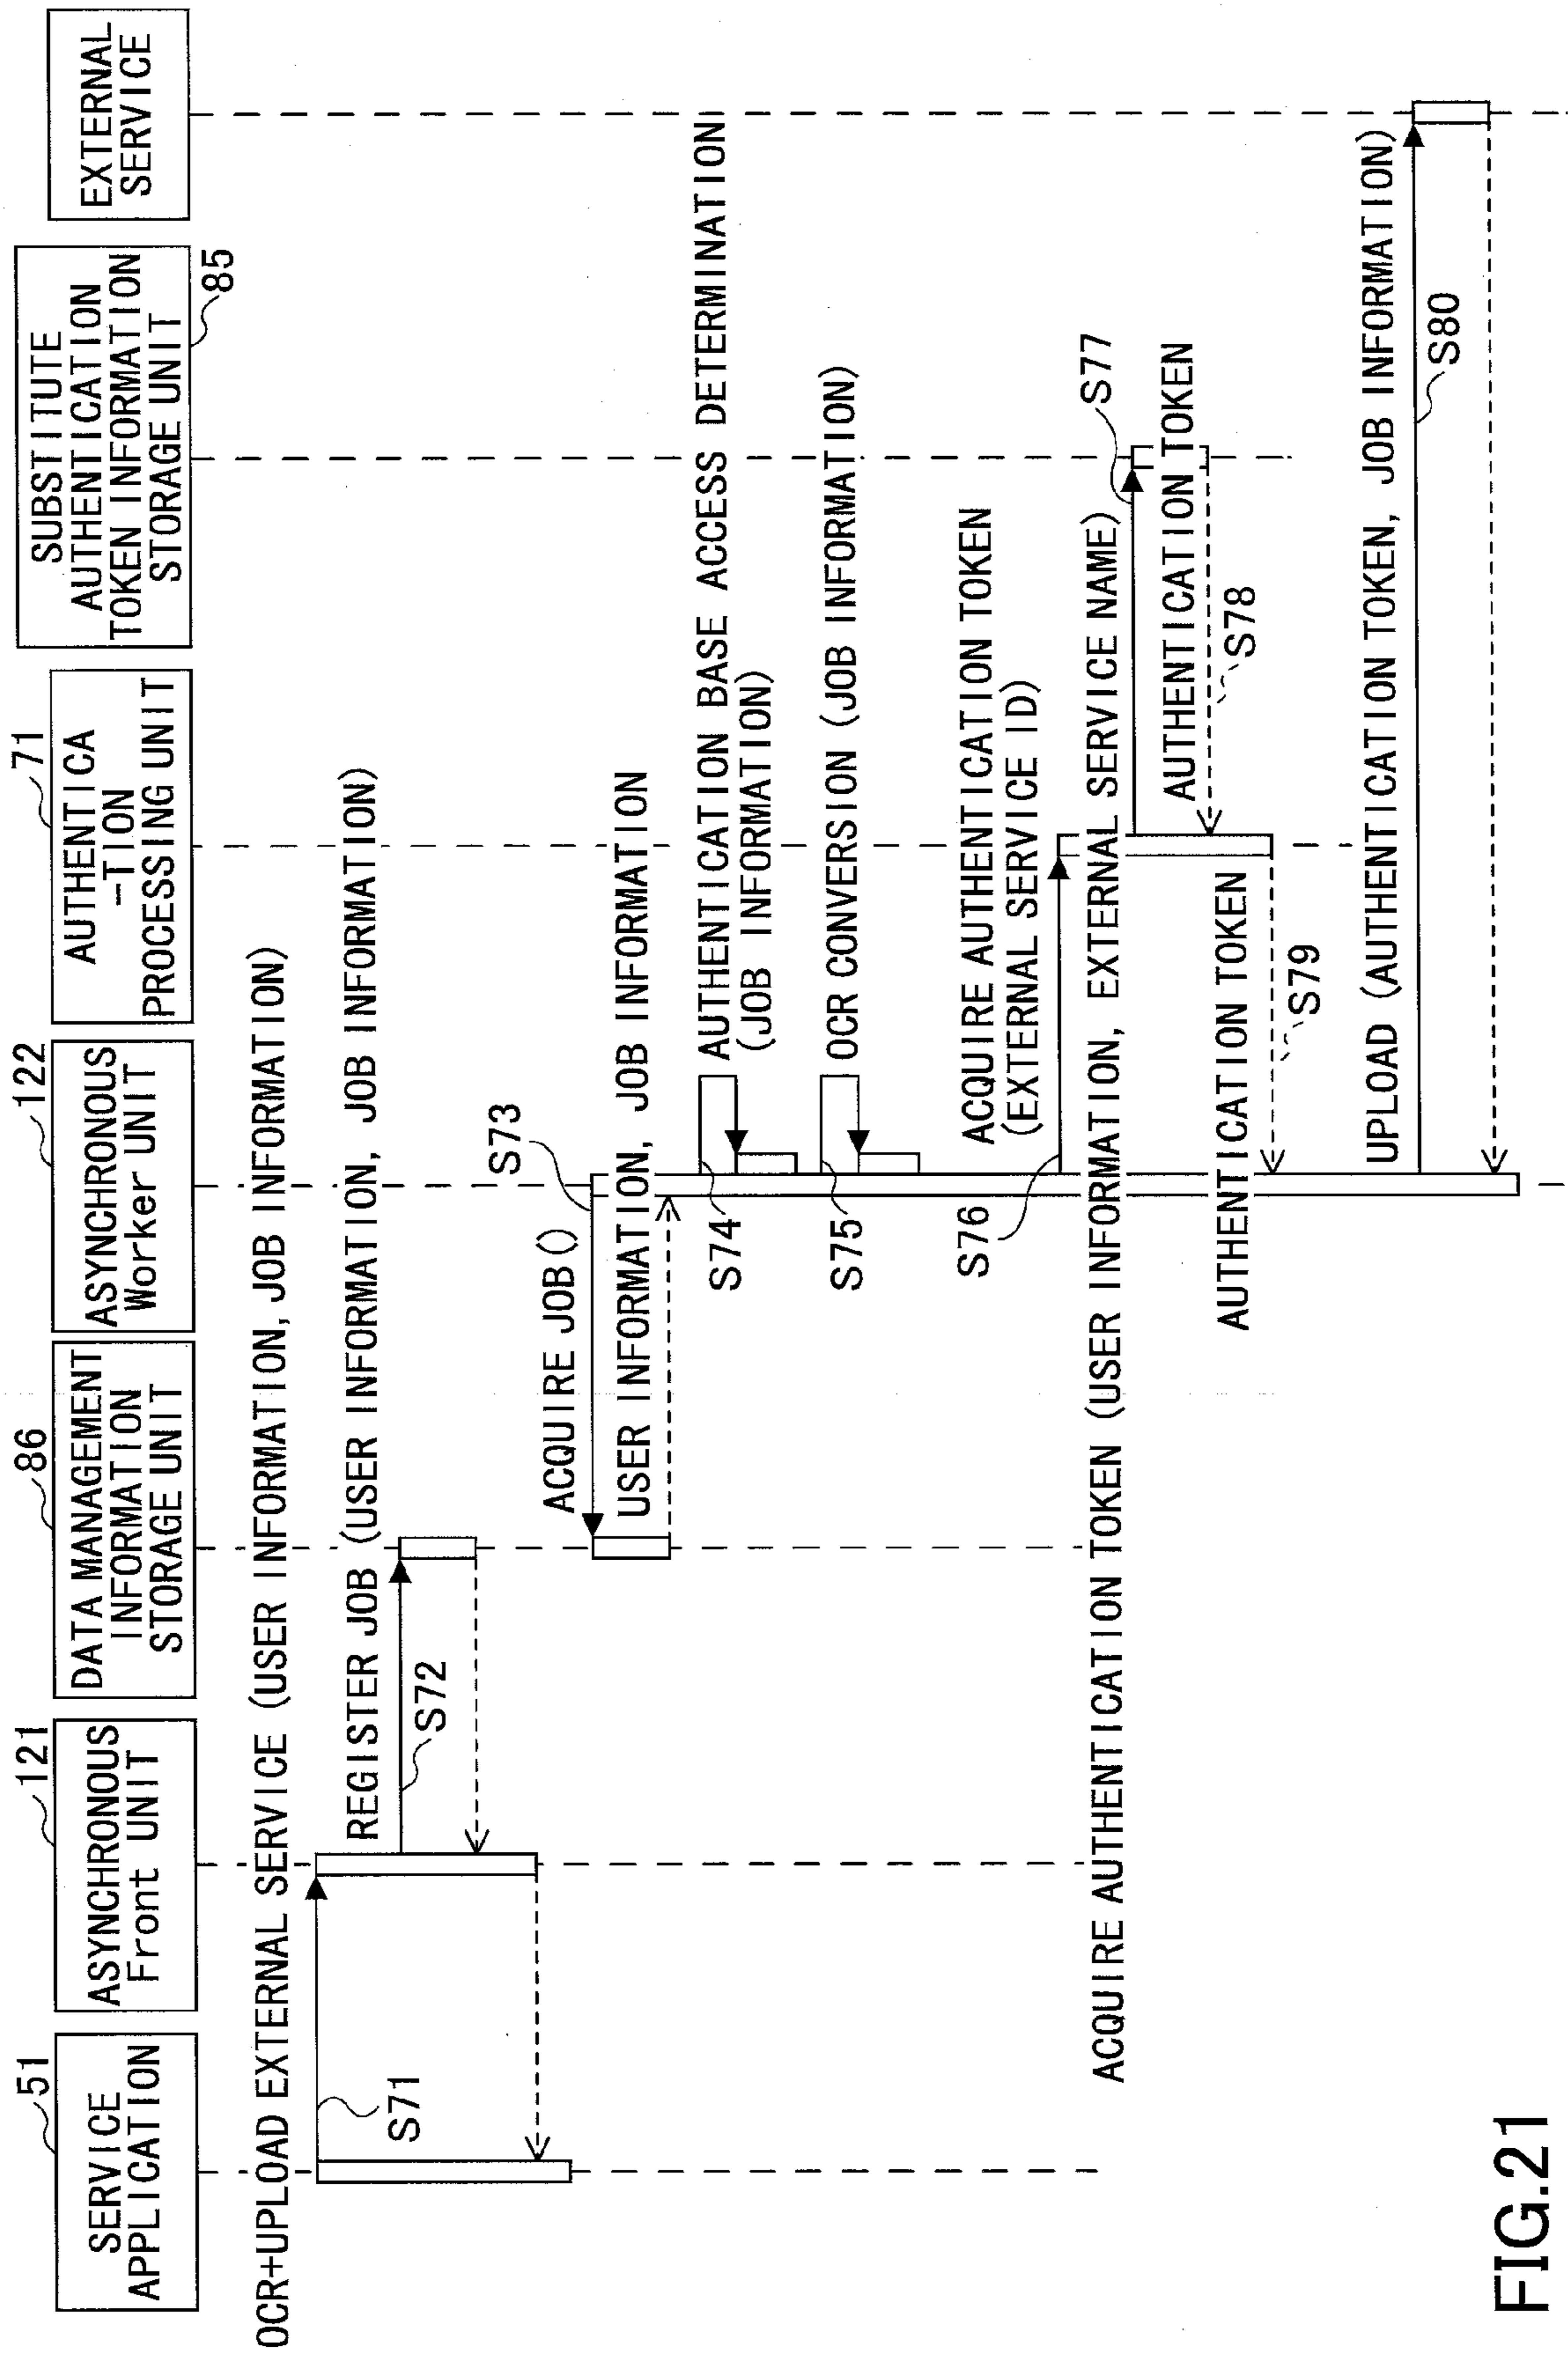 51
SERVICE
APPLICATION
121
ASYNCHRONOUS
Front UNIT
86
DATA MANAGEMENT
INFORMATION
STORAGE UNIT
122
ASYNCHRONOUS
Worker UNIT
71
AUTHENTICA
-TION
PROCESSING UNIT
SUBSTITUTE
AUTHENTICATION
TOKEN INFORMATION
STORAGE UNIT
85
EXTERNAL
SERVICE
OCR+UPLOAD EXTERNAL SERVICE (USER INFORMATION, JOB INFORMATION)
S71
REGISTER JOB (USER INFORMATION, JOB INFORMATION)
S72
S73
ACQUIRE JOB()
USER INFORMATION, JOB INFORMATION
S74
AUTHENTICATION BASE ACCESS DETERMINATION
(JOB INFORMATION)
S75
OCR CONVERSION (JOB INFORMATION)
ACQUIRE AUTHENTICATION TOKEN
(EXTERNAL SERVICE ID)
S76
ACQUIRE AUTHENTICATION TOKEN (USER INFORMATION, EXTERNAL SERVICE NAME)
S77
AUTHENTICATION TOKEN
S78
AUTHENTICATION TOKEN
S79
UPLOAD (AUTHENTICATION TOKEN, JOB INFORMATION)
S80
FIG.21